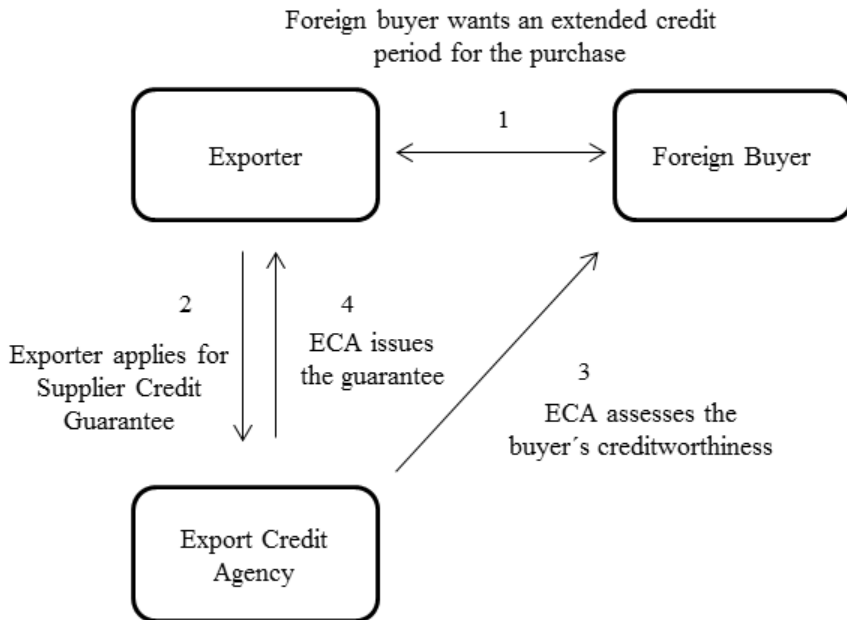 Foreign buyer wants an extended credit
period for the purchase
1
Exporter
Foreign Buyer
2
Exporter applies for
Supplier Credit
Guarantee
4
ECA issues
the guarantee
3
ECA assesses the
buyer´s creditworthiness
Export Credit
Agency